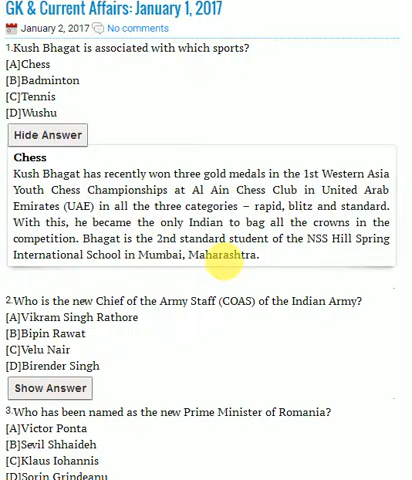 GK & Current Affairs: January 1, 2017
January 2, 2017 No comments
1.Kush Bhagat is associated with which sports?
[A]Chess
[B]Badminton
[C]Tennis
[D]Wushu
Hide Answer
Chess
Kush Bhagat has recently won three gold medals in the 1st Western Asia
Youth Chess Championships at Al Ain Chess Club in United Arab
Emirates (UAE) in all the three categories – rapid, blitz and standard.
With this, he became the only Indian to bag all the crowns in the
competition. Bhagat is the 2nd standard student of the NSS Hill Spring
International School in Mumbai, Maharashtra.
2.Who is the new Chief of the Army Staff (COAS) of the Indian Army?
[A]Vikram Singh Rathore
[B]Bipin Rawat
[C]Velu Nair
[D]Birender Singh
Show Answer
3.Who has been named as the new Prime Minister of Romania?
[A]Victor Ponta
[B]Sevil Shhaideh
[C]Klaus Iohannis
[D]Sorin Grindeanu